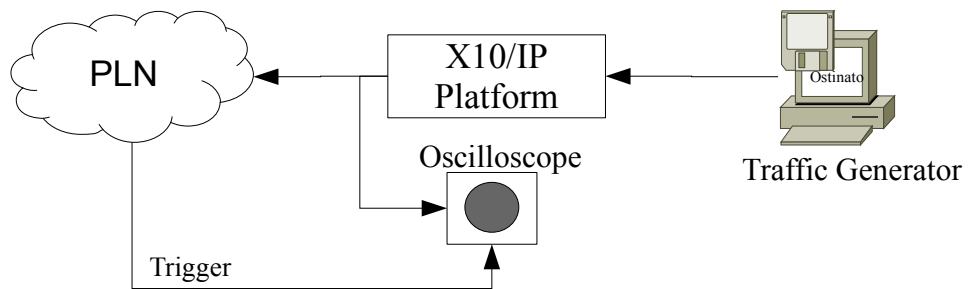 PLN
X10/IP
Platform
Ostinato
Oscilloscope
Traffic Generator
Trigger